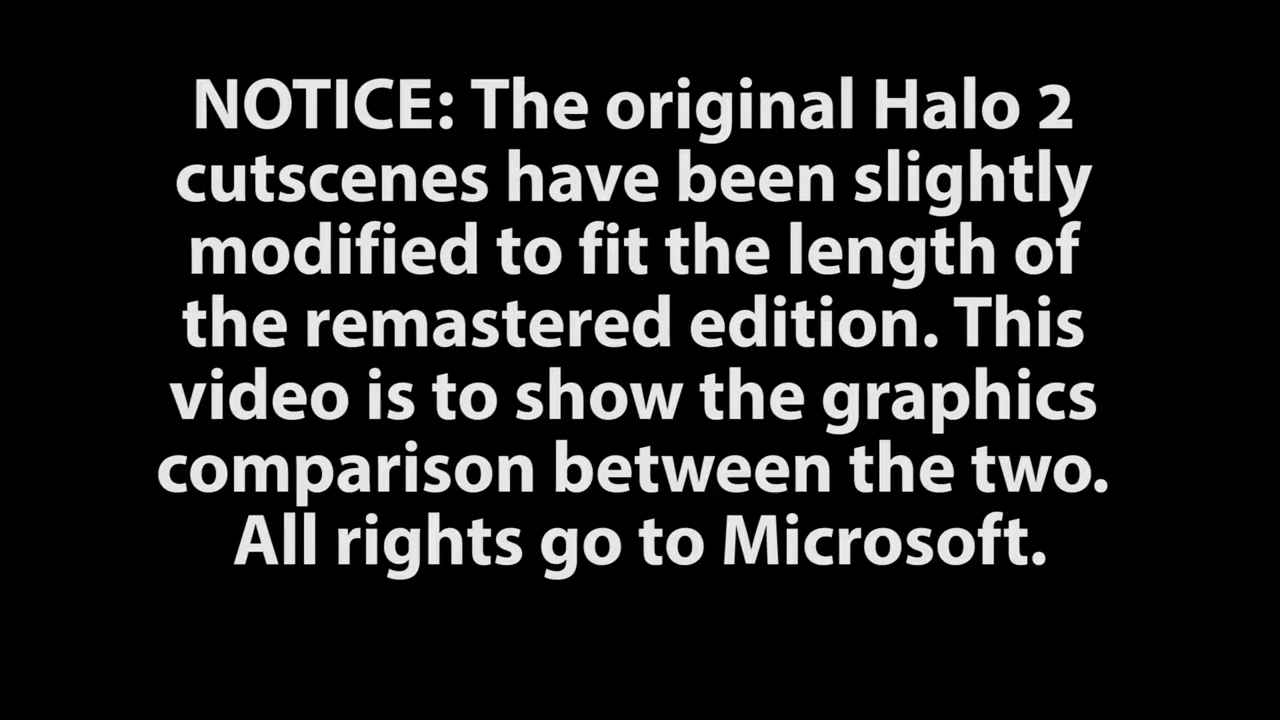 NOTICE: The original Halo 2
cutscenes have been slightly
modified to fit the length of
the remastered edition. This
video is to show the graphics
comparison between the two.
All rights go to Microsoft.